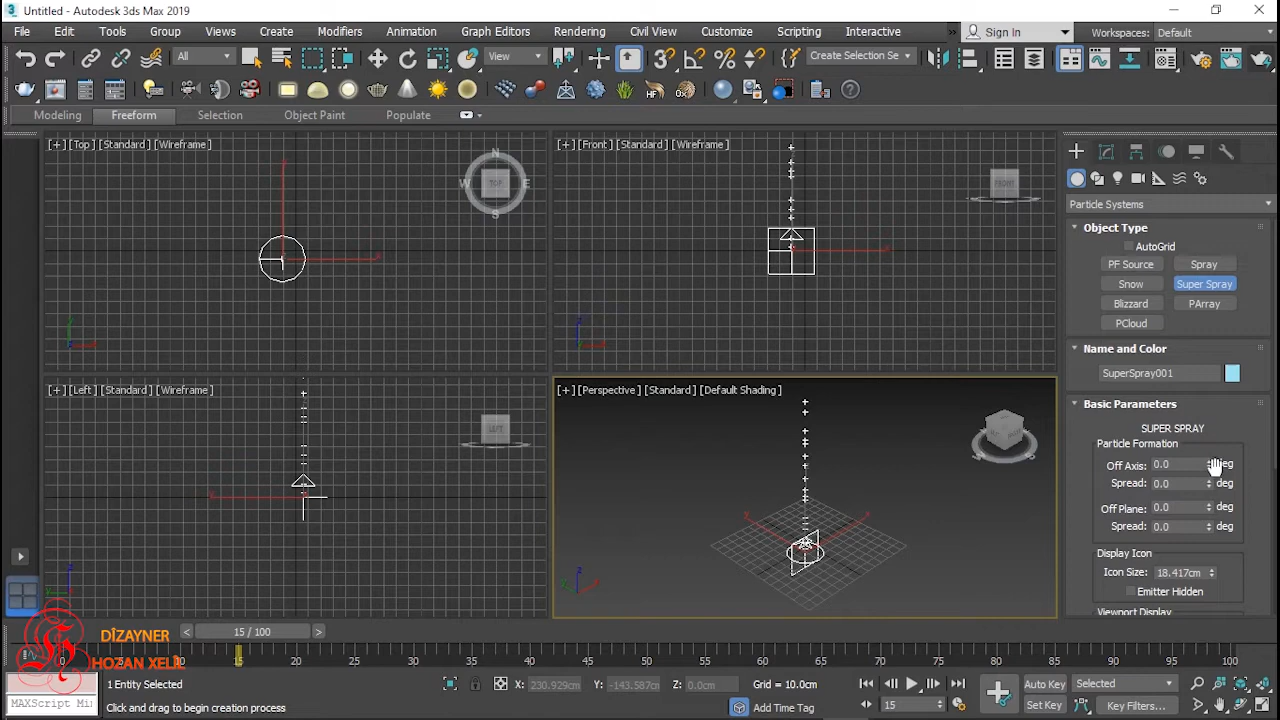 Untitled - Autodesk 3ds Max 2019
File Edit Tools Group Views Create Modifiers Animation Graph Editors Rendering Civil View Customize Scripting Interactive Sign In Workspaces: Default
All View Create Selection Se
Modeling Freeform Selection Object Paint Populate
[+] [Top] [Standard] [Wireframe]
N
W TOP E
S
y
x
[+] [Front] [Standard] [Wireframe]
FRONT
x
z
[+] [Left] [Standard] [Wireframe]
LEFT
y
z
[+] [Perspective] [Standard] [Default Shading]
y x
z
Particle Systems
Object Type
AutoGrid
PF Source Spray
Snow Super Spray
Blizzard PArray
PCloud
Name and Color
SuperSpray001
Basic Parameters
SUPER SPRAY
Particle Formation
Off Axis: 0.0 deg
Spread: 0.0 deg
Off Plane: 0.0 deg
Spread: 0.0 deg
Display Icon
Icon Size: 18.417cm
Emitter Hidden
Viewport Display
< 15 / 100 >
DÎZAYNER
HOZAN XELÎL
0 10 15 20 25 30 35 40 45 50 55 60 65 70 75 80 85 90 95 100
1 Entity Selected
X: 230.929cm Y: -143.587cm Z: 0.0cm Grid = 10.0cm
Auto Key Selected
MAXScript Mi
Click and drag to begin creation process
Add Time Tag
15
Set Key Key Filters...